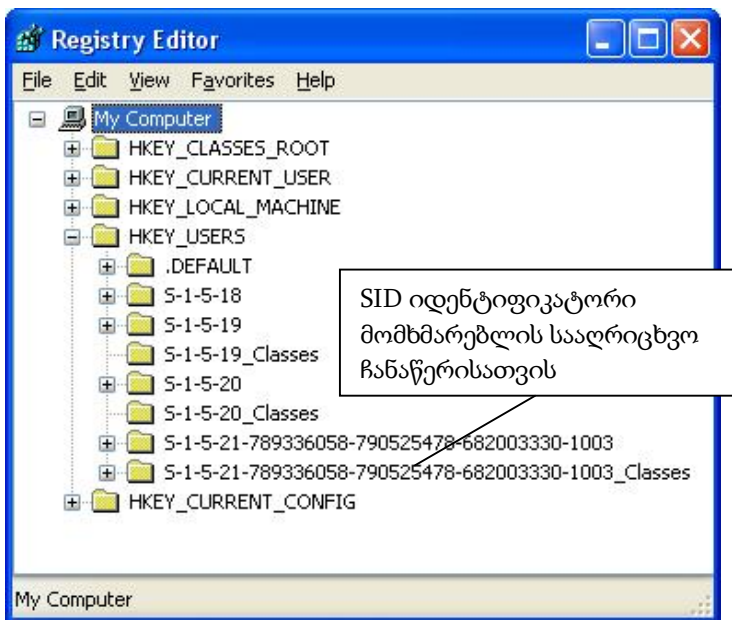 Registry Editor
File Edit View Favorites Help
My Computer
HKEY_CLASSES_ROOT
HKEY_CURRENT_USER
HKEY_LOCAL_MACHINE
HKEY_USERS
.DEFAULT
S-1-5-18
S-1-5-19
S-1-5-19_Classes
S-1-5-20
S-1-5-20_Classes
S-1-5-21-789336058-790525478-682003330-1003
S-1-5-21-789336058-790525478-682003330-1003_Classes
HKEY_CURRENT_CONFIG
SID იდენტიფიკატორი
მომხმარებლის სააღრიცხვო
ჩანაწერისათვის
My Computer